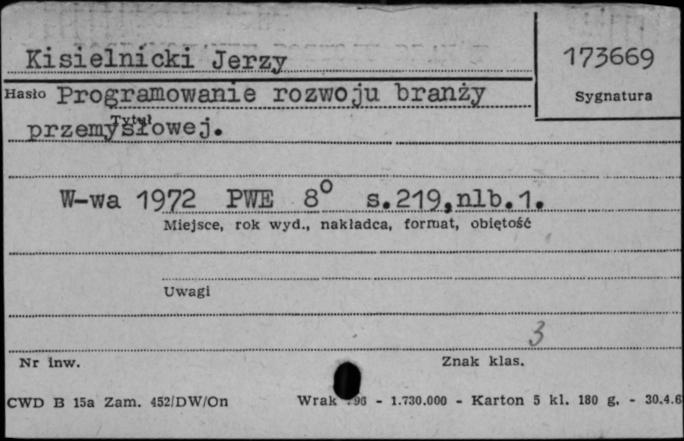 Kisielnicki Jerzy
173669
Hasło Programowanie rozwoju branży
Sygnatura
Tytuł
przemysłowej.
W-wa 1972 PWE 8° s.219,nlb.1.
Miejsce, rok wyd., nakładca, format, objętość
Uwagi
3
Nr inw.
Znak klas.
CWD B 15a Zam. 452/DW/On Wrak 96 - 1.730.000 - Karton 5 kl. 180 g. - 30.4.6